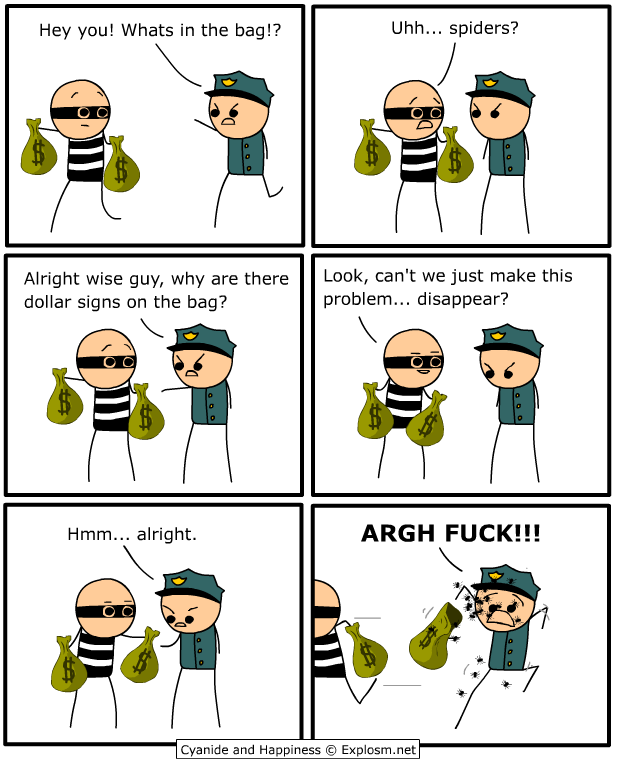 Hey you! Whats in the bag!?
$
$
Uhh... spiders?
$
$
Alright wise guy, why are there
dollar signs on the bag?
$
$
Look, can't we just make this
problem... disappear?
$
$
Hmm... alright.
$
$
ARGH FUCK!!!
$
$
Cyanide and Happiness © Explosm.net